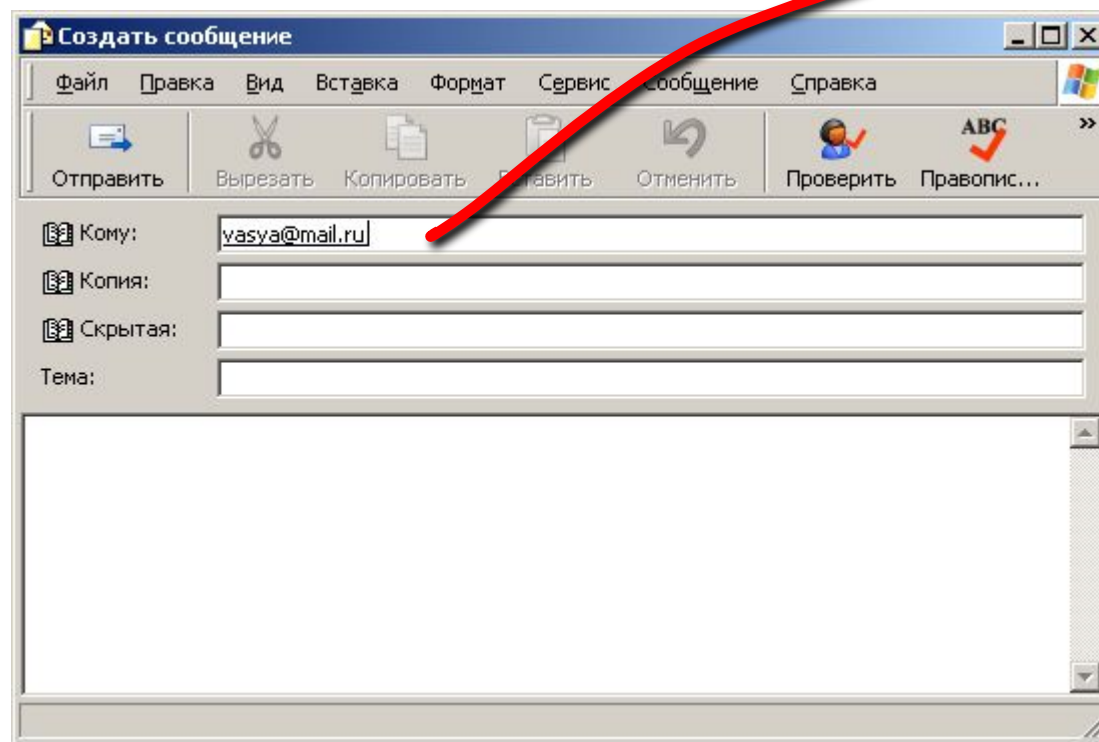 Создать сообщение
Файл Правка Вид Вставка Формат Сервис Сообщение Справка
ABC
Отправить Вырезать Копировать Вставить Отменить Проверить Правопис...
Кому: vasya@mail.ru
Копия:
Скрытая:
Тема: